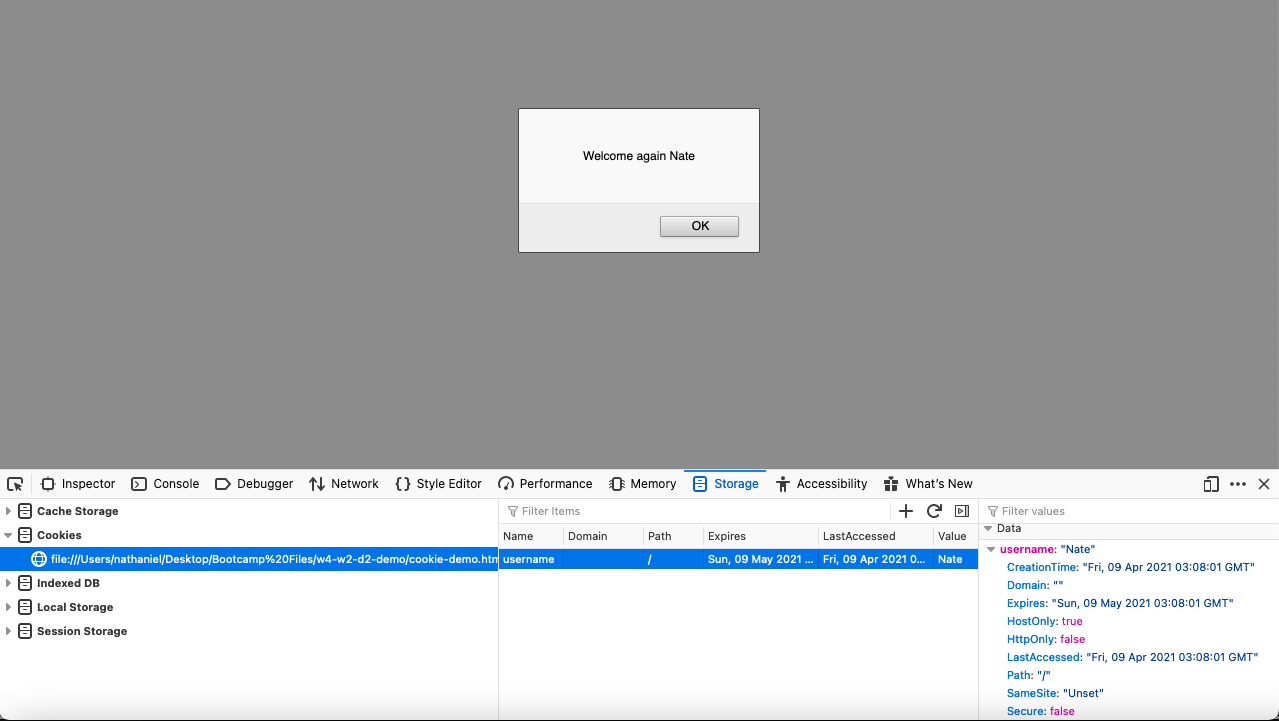 Welcome again Nate
OK
Inspector Console Debugger Network Style Editor Performance Memory Storage Accessibility What's New
Cache Storage
Cookies
file:///Users/nathaniel/Desktop/Bootcamp%20Files/w4-w2-d2-demo/cookie-demo.htm
Indexed DB
Local Storage
Session Storage
Filter Items
Name Domain Path Expires LastAccessed Value
username / Sun, 09 May 2021 ... Fri, 09 Apr 2021 0... Nate
Filter values
Data
username: "Nate"
CreationTime: "Fri, 09 Apr 2021 03:08:01 GMT"
Domain: ""
Expires: "Sun, 09 May 2021 03:08:01 GMT"
HostOnly: true
HttpOnly: false
LastAccessed: "Fri, 09 Apr 2021 03:08:01 GMT"
Path: "/"
SameSite: "Unset"
Secure: false